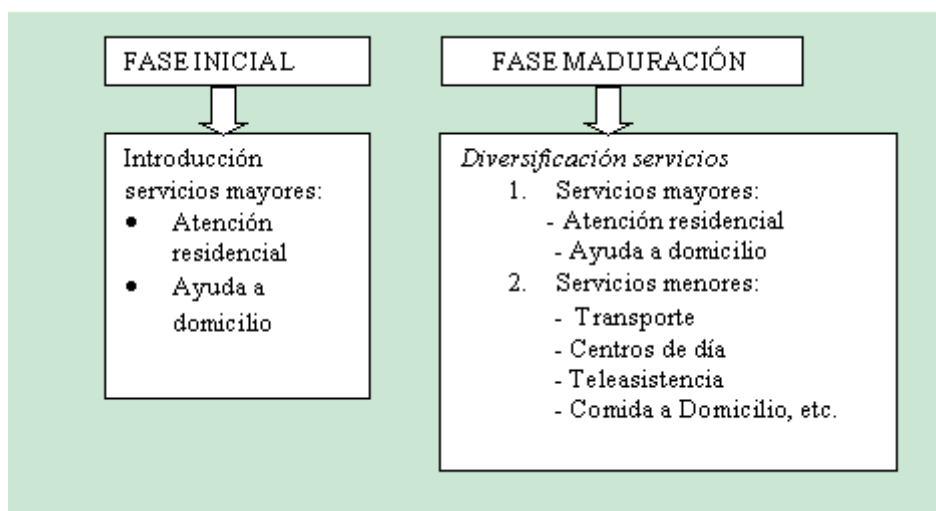 FASE INICIAL
Introducción
servicios mayores:
• Atención
residencial
• Ayuda a
domicilio
FASE MADURACIÓN
Diversificación servicios
1. Servicios mayores:
- Atención residencial
- Ayuda a domicilio
2. Servicios menores:
- Transporte
- Centros de día
- Teleasistencia
- Comida a Domicilio, etc.